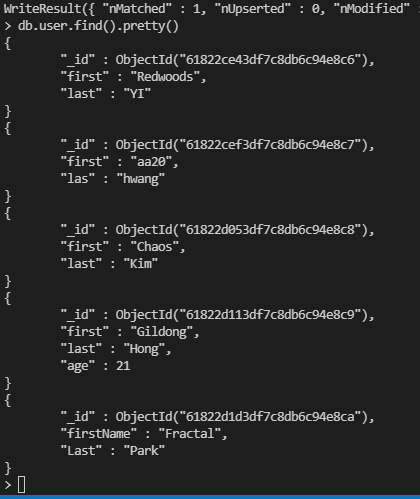 WriteResult({ "nMatched" : 1, "nUpserted" : 0, "nModified"
> db.user.find().pretty()
{
"_id" : ObjectId("61822ce43df7c8db6c94e8c6"),
"first" : "Redwoods",
"last" : "YI"
}
{
"_id" : ObjectId("61822cef3df7c8db6c94e8c7"),
"first" : "aa20",
"las" : "hwang"
}
{
"_id" : ObjectId("61822d053df7c8db6c94e8c8"),
"first" : "Chaos",
"last" : "Kim"
}
{
"_id" : ObjectId("61822d113df7c8db6c94e8c9"),
"first" : "Gildong",
"last" : "Hong",
"age" : 21
}
{
"_id" : ObjectId("61822d1d3df7c8db6c94e8ca"),
"firstName" : "Fractal",
"Last" : "Park"
}
>